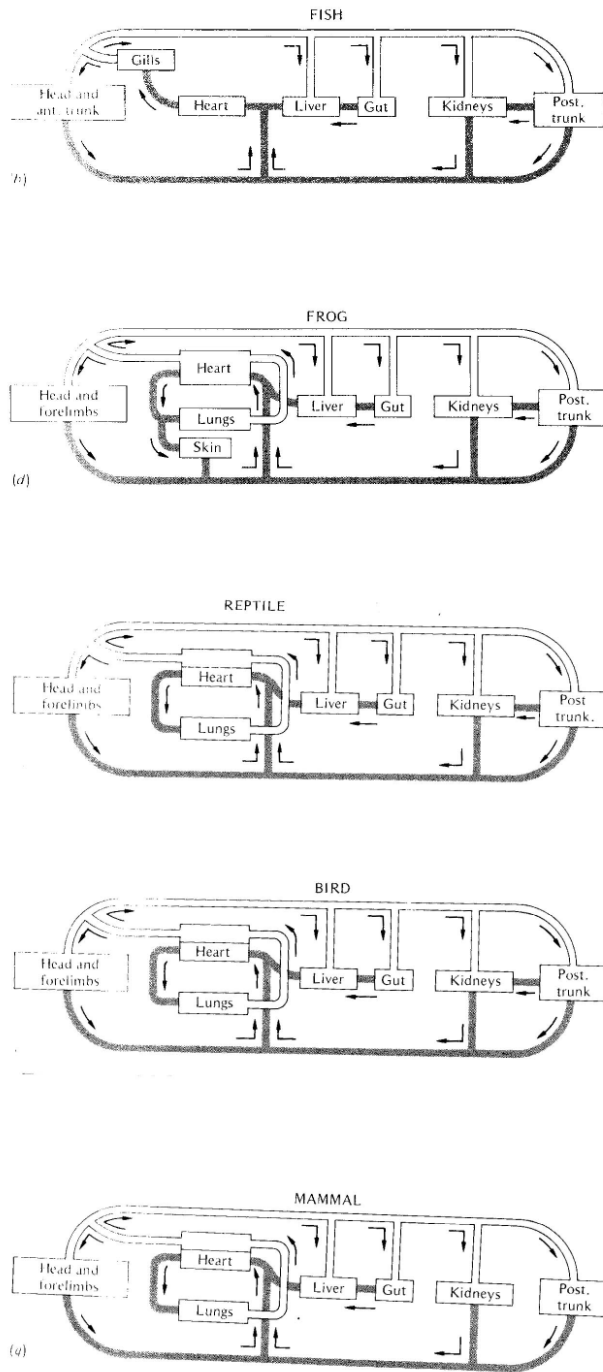 FISH
Gills
Head and
ant. trunk
Heart
Liver
Gut
Kidneys
Post.
trunk
b)
FROG
Heart
Head and
forelimbs
Lungs
Liver
Gut
Kidneys
Post.
trunk
Skin
(d)
REPTILE
Head and
forelimbs
Heart
Lungs
Liver
Gut
Kidneys
Post
trunk.
BIRD
Head and
forelimbs
Heart
Lungs
Liver
Gut
Kidneys
Post.
trunk
MAMMAL
Head and
forelimbs
Heart
Lungs
Liver
Gut
Kidneys
Post.
trunk